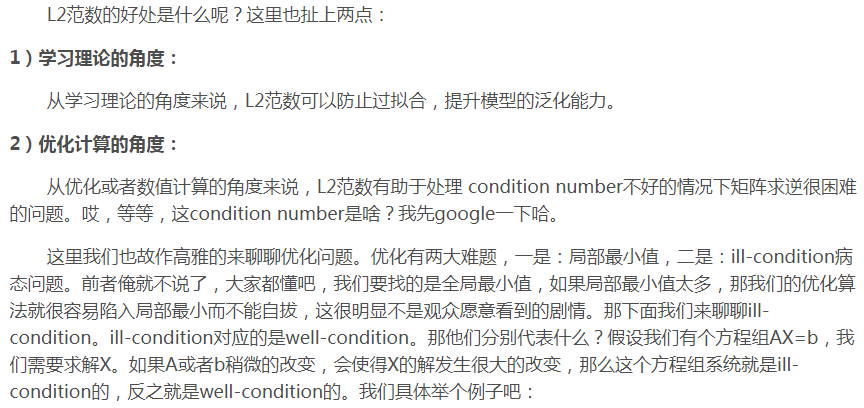 L2范数的好处是什么呢？这里也扯上两点：
1）学习理论的角度：
从学习理论的角度来说，L2范数可以防止过拟合，提升模型的泛化能力。
2）优化计算的角度：
从优化或者数值计算的角度来说，L2范数有助于处理 condition number不好的情况下矩阵求逆很困难
的问题。哎，等等，这condition number是啥？我先google一下哈。
这里我们也故作高雅的来聊聊优化问题。优化有两大难题，一是：局部最小值，二是：ill-condition病
态问题。前者俺就不说了，大家都懂吧，我们要找的是全局最小值，如果局部最小值太多，那我们的优化算
法就很容易陷入局部最小而不能自拔，这很明显不是观众愿意看到的剧情。那下面我们来聊聊ill-
condition。ill-condition对应的是well-condition。那他们分别代表什么？假设我们有个方程组AX=b，我
们需要求解X。如果A或者b稍微的改变，会使得X的解发生很大的改变，那么这个方程组系统就是ill-
condition的，反之就是well-condition的。我们具体举个例子吧：